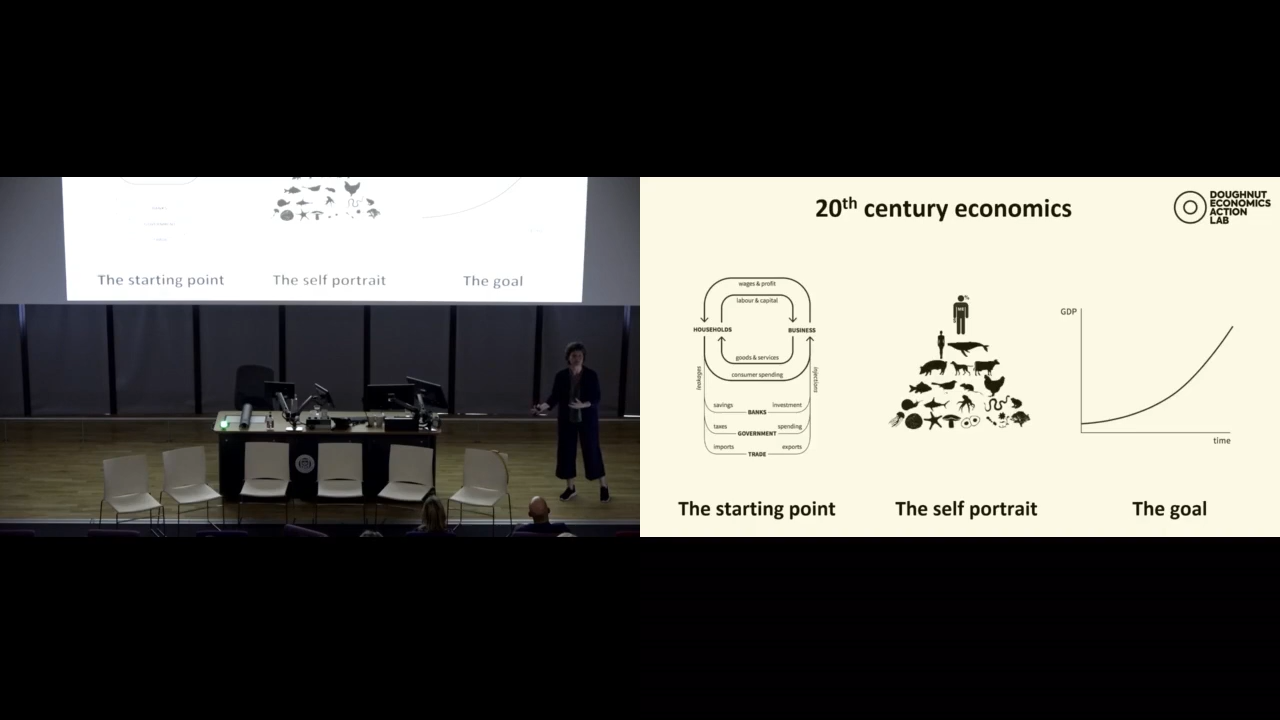 The starting point
The self portrait
The goal
20th century economics
DOUGHNUT
ECONOMICS
ACTION
LAB
wages & profit
labour & capital
HOUSEHOLDS
BUSINESS
goods & services
consumer spending
leakages
injections
savings
investment
BANKS
taxes
spending
GOVERNMENT
imports
exports
TRADE
ME
GDP
time
The starting point
The self portrait
The goal